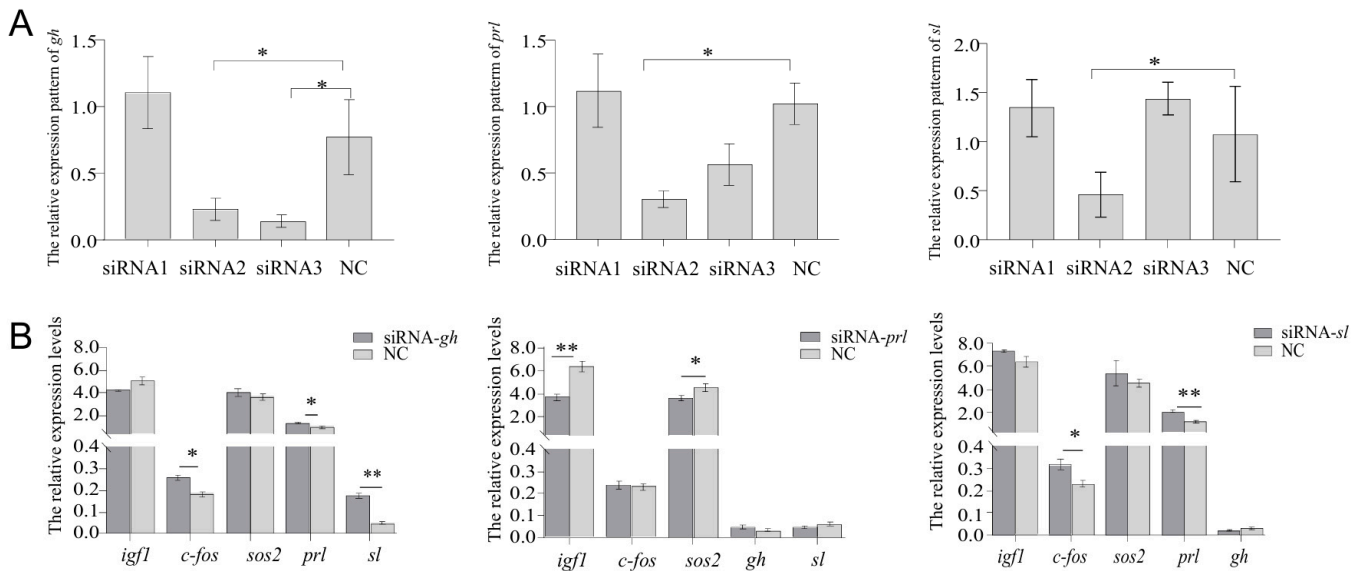 A
The relative expression pattern of gh
1.5
1.0
0.5
0.0
*
*
siRNA1 siRNA2 siRNA3 NC
The relative expression pattern of prl
1.5
1.0
0.5
0.0
*
siRNA1 siRNA2 siRNA3 NC
The relative expression pattern of sl
2.0
1.5
1.0
0.5
0.0
*
siRNA1 siRNA2 siRNA3 NC
B
The relative expression levels
siRNA-gh
NC
8.0
6.0
4.0
2.0
0.4
0.3
0.2
0.1
0.0
*
*
**
igf1 c-fos sos2 prl sl
The relative expression levels
siRNA-prl
NC
8.0
6.0
4.0
2.0
0.4
0.3
0.2
0.1
0.0
**
*
igf1 c-fos sos2 gh sl
The relative expression levels
siRNA-sl
NC
8.0
6.0
4.0
2.0
0.4
0.3
0.2
0.1
0.0
*
**
igf1 c-fos sos2 prl gh